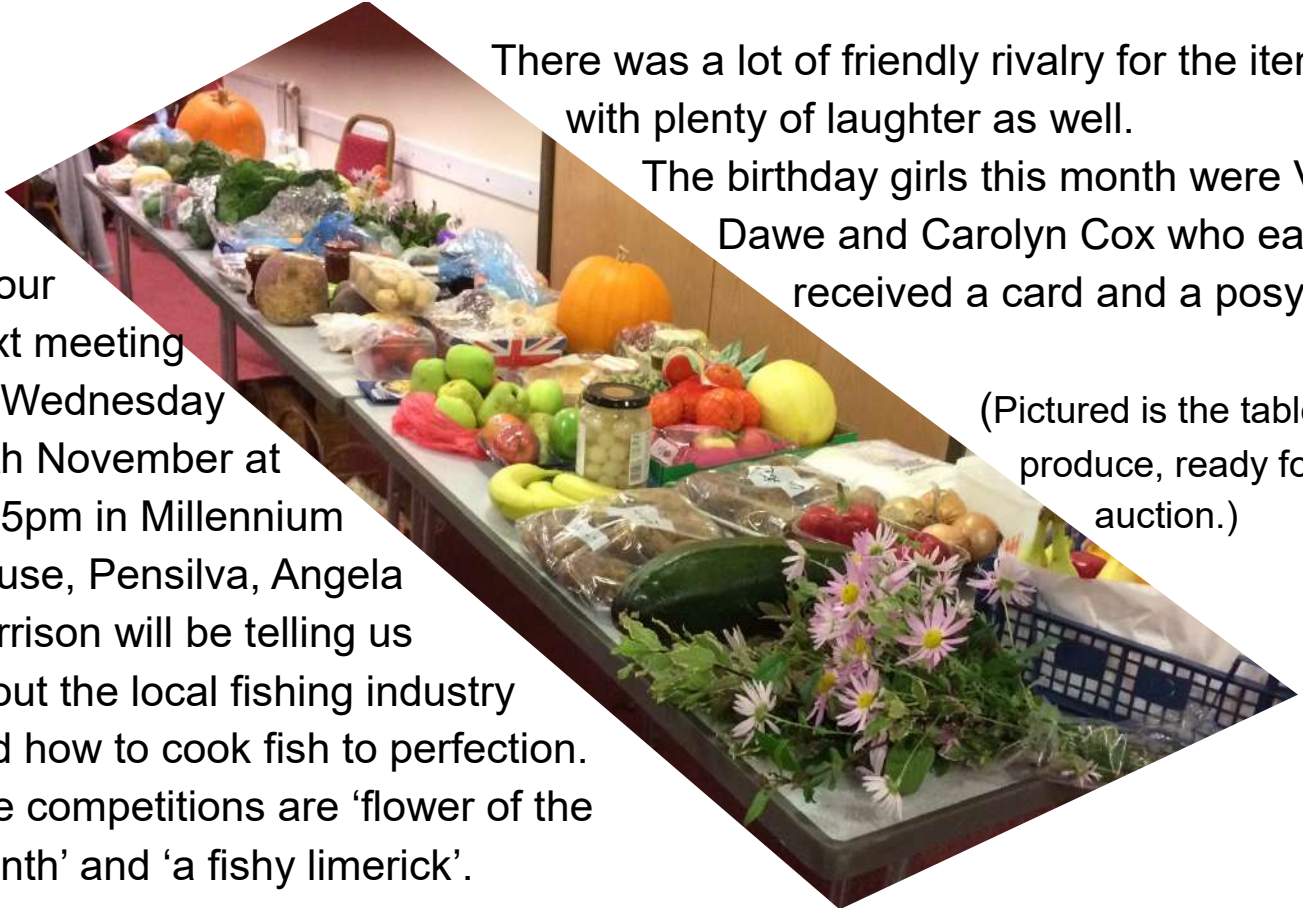 There was a lot of friendly rivalry for the
with plenty of laughter as well.
The birthday girls this month were
Dawe and Carolyn Cox who ea
received a card and a posy
(Pictured is the table
produce, ready fo
auction.)
our
xt meeting
Wednesday
th November at
5pm in Millennium
use, Pensilva, Angela
rrison will be telling us
out the local fishing industry
d how to cook fish to perfection.
e competitions are ‘flower of the
nth’ and ‘a fishy limerick’.